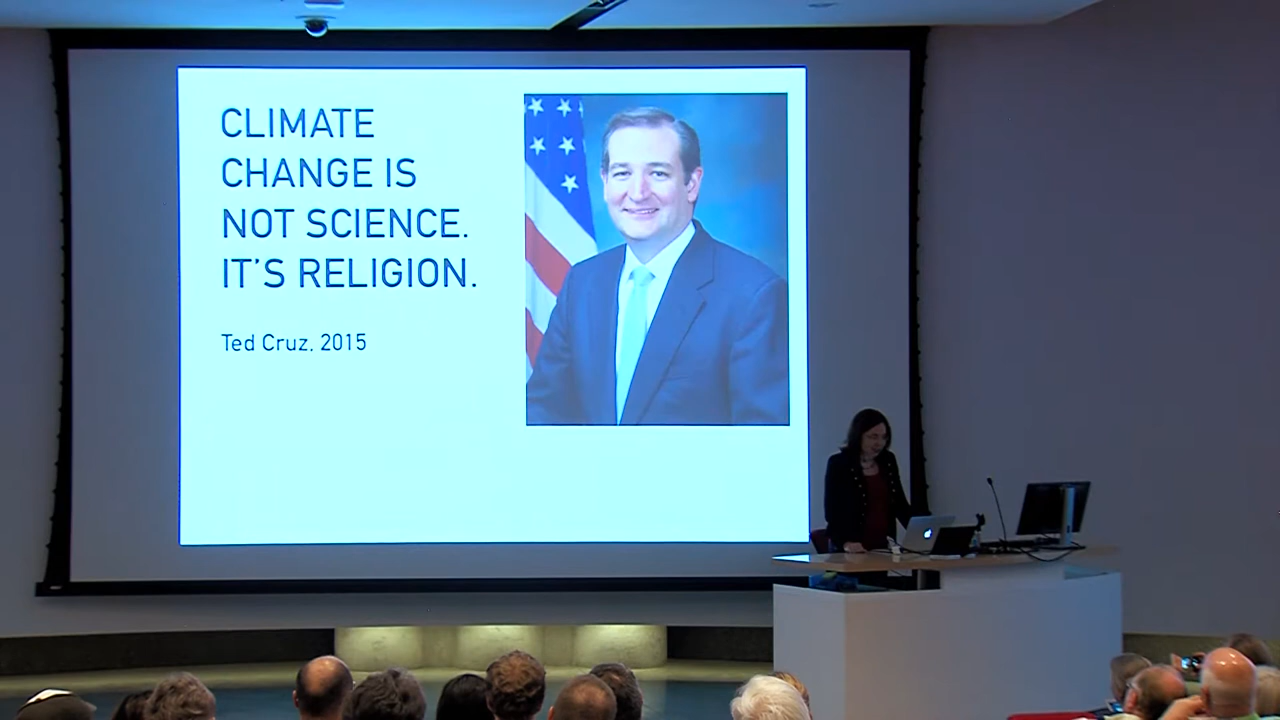 CLIMATE
CHANGE IS
NOT SCIENCE.
IT'S RELIGION.
Ted Cruz, 2015